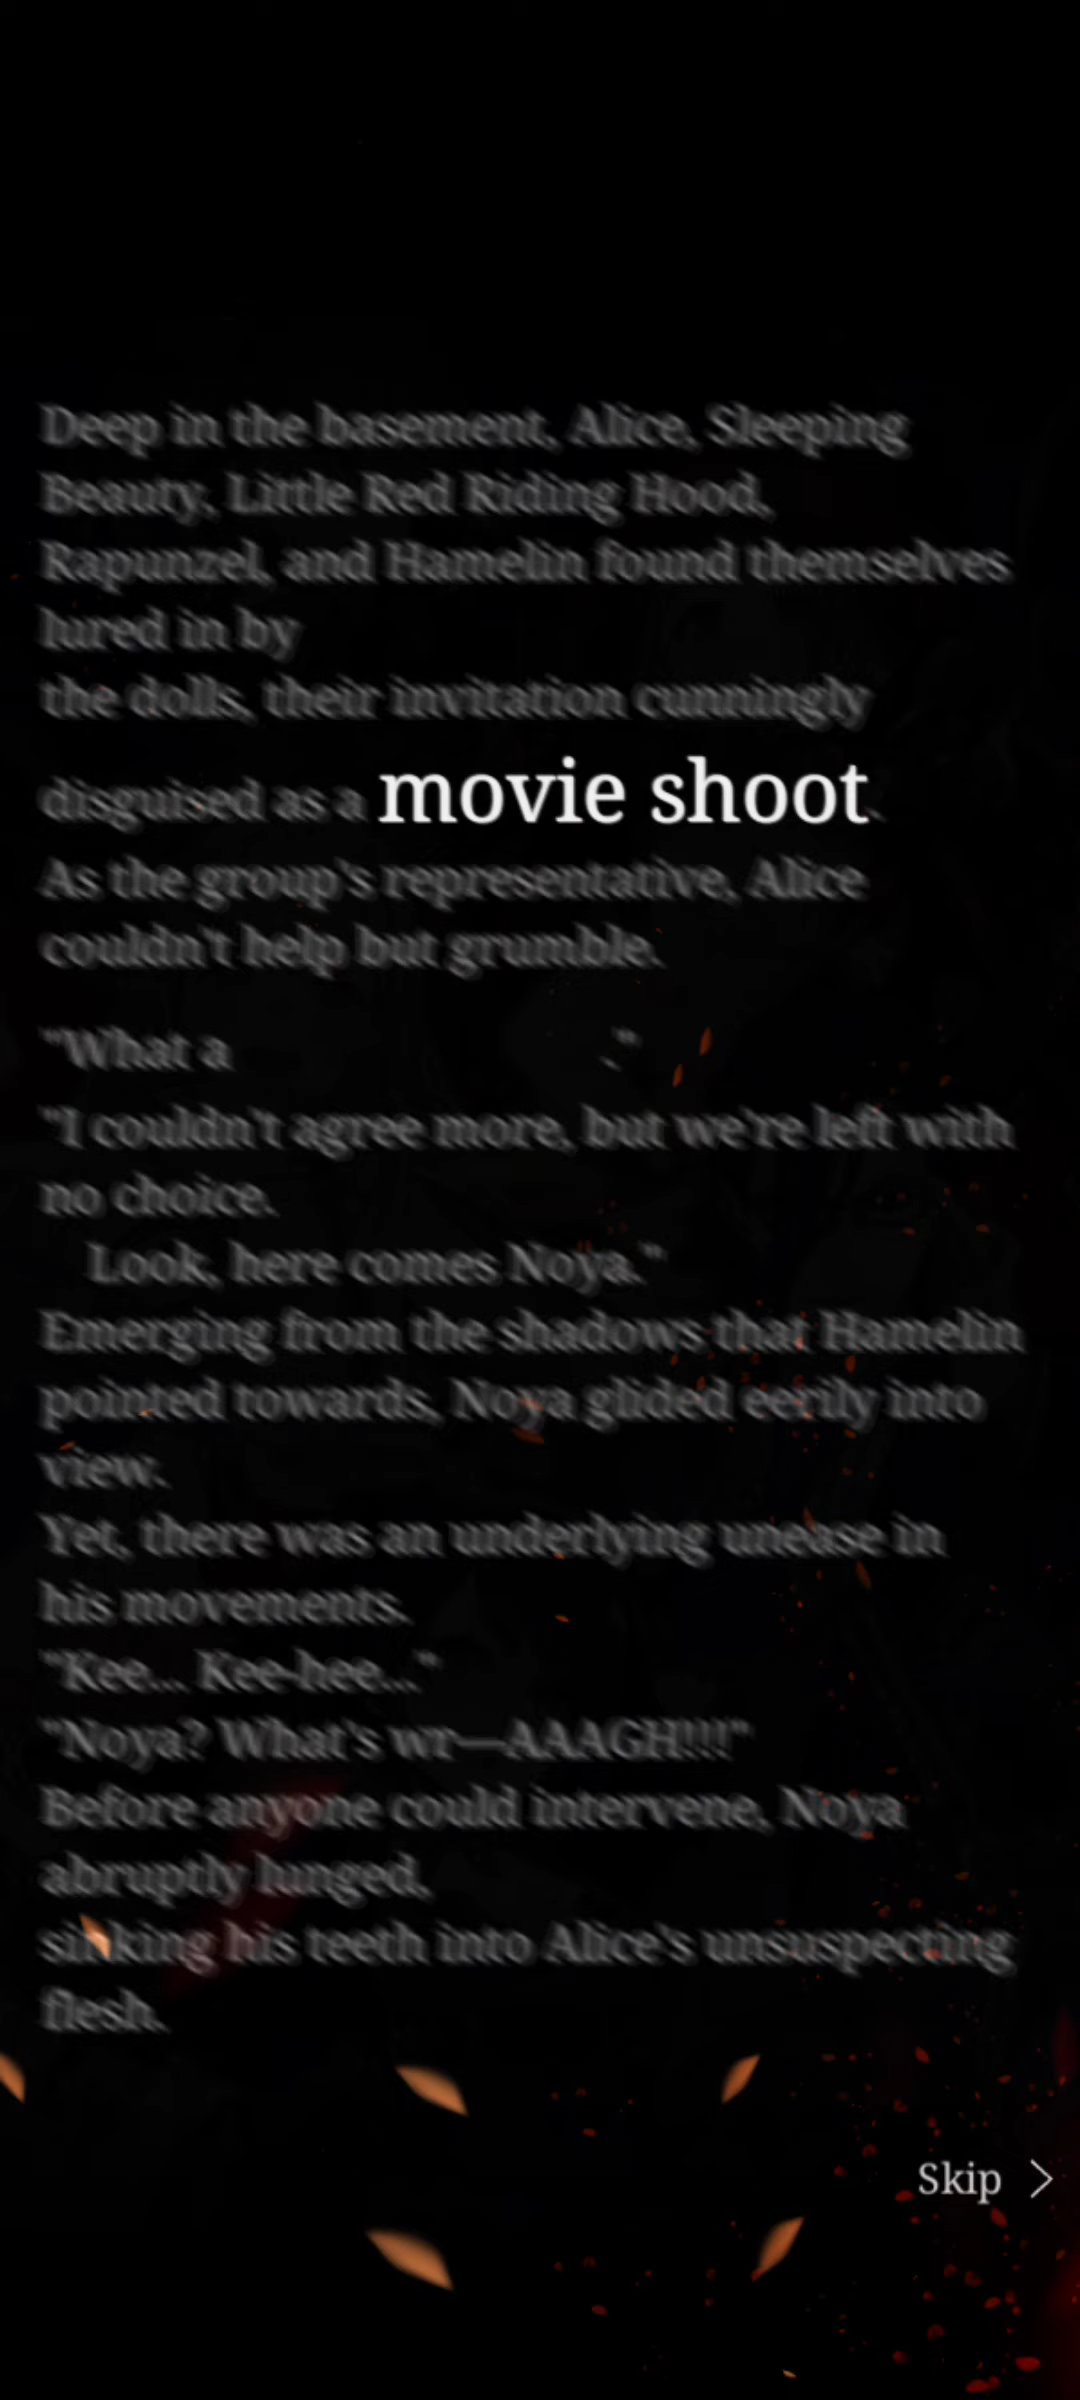 Deep in the basement, Alice, Sleeping
Beauty, Little Red Riding Hood,
Rapunzel, and Hamelin found themselves
lured in by
the dolls, their invitation cunningly
disguised as a movie shoot.
As the group's representative, Alice
couldn't help but grumble.
"What a ."
"I couldn't agree more, but we're left with
no choice.
Look, here comes Noya."
Emerging from the shadows that Hamelin
pointed towards, Noya glided eerily into
view.
Yet, there was an underlying unease in
his movements.
"Kee... Kee-hee..."
"Noya? What's wr—AAAGH!!!"
Before anyone could intervene, Noya
abruptly lunged,
sinking his teeth into Alice's unsuspecting
flesh.
Skip >